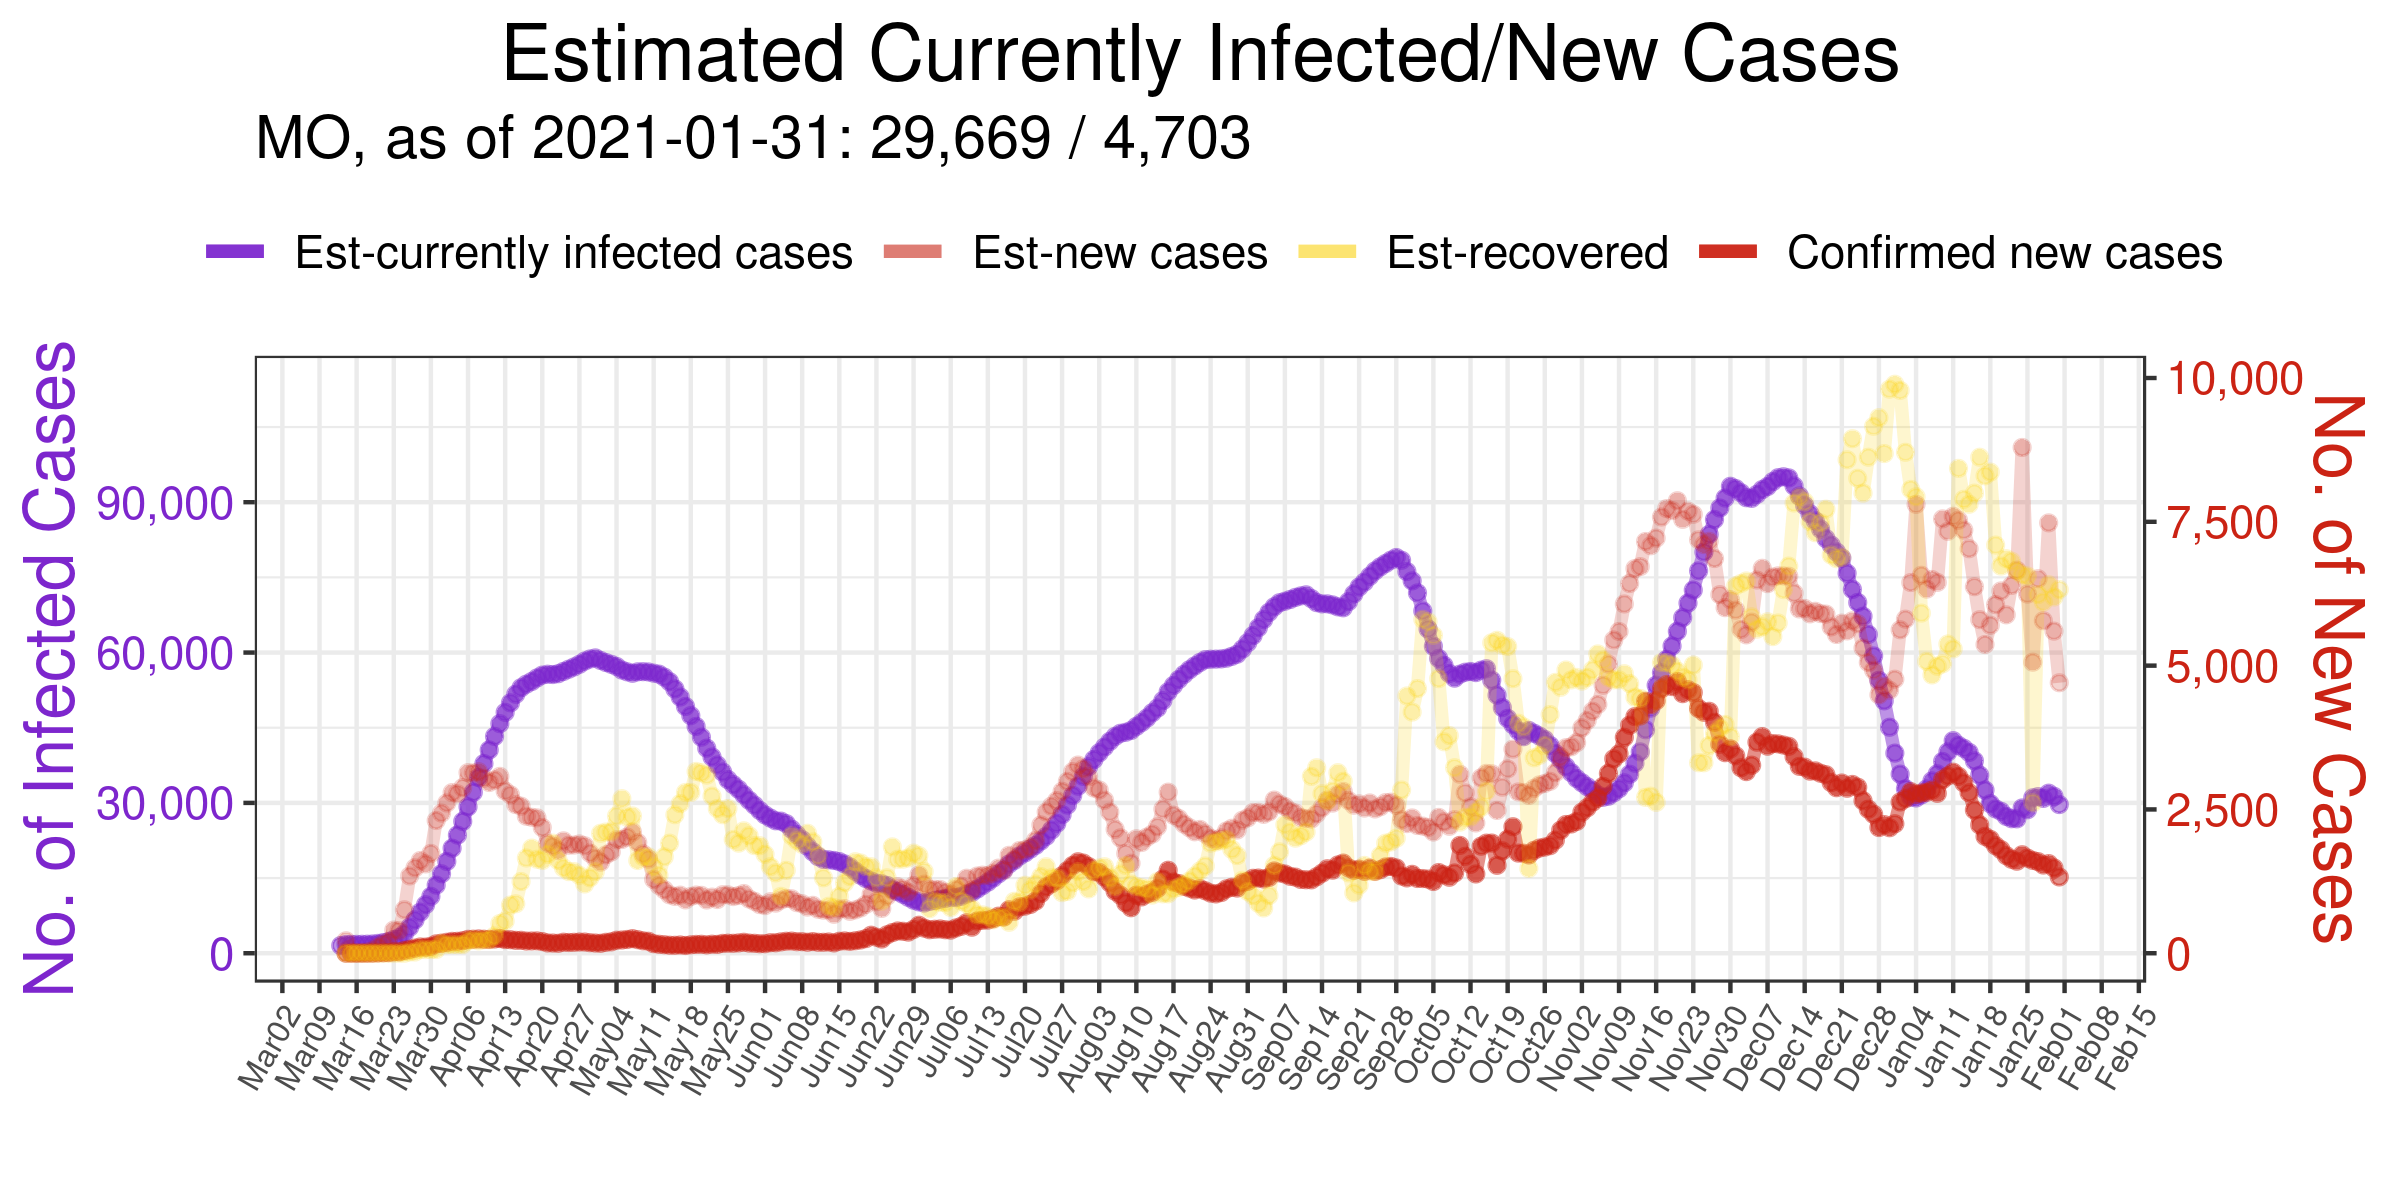 Estimated Currently Infected/New Cases
MO, as of 2021-01-31: 29,669 / 4,703
Est-currently infected cases
Est-new cases
Est-recovered
Confirmed new cases
No. of Infected Cases
90,000
60,000
30,000
0
10,000
7,500
5,000
2,500
0
No. of New Cases
Mar02
Mar09
Mar16
Mar23
Mar30
Apr06
Apr13
Apr20
Apr27
May04
May11
May18
May25
Jun01
Jun08
Jun15
Jun22
Jun29
Jul06
Jul13
Jul20
Jul27
Aug03
Aug10
Aug17
Aug24
Aug31
Sep07
Sep14
Sep21
Sep28
Oct05
Oct12
Oct19
Oct26
Nov02
Nov09
Nov16
Nov23
Nov30
Dec07
Dec14
Dec21
Dec28
Jan04
Jan11
Jan18
Jan25
Feb01
Feb08
Feb15